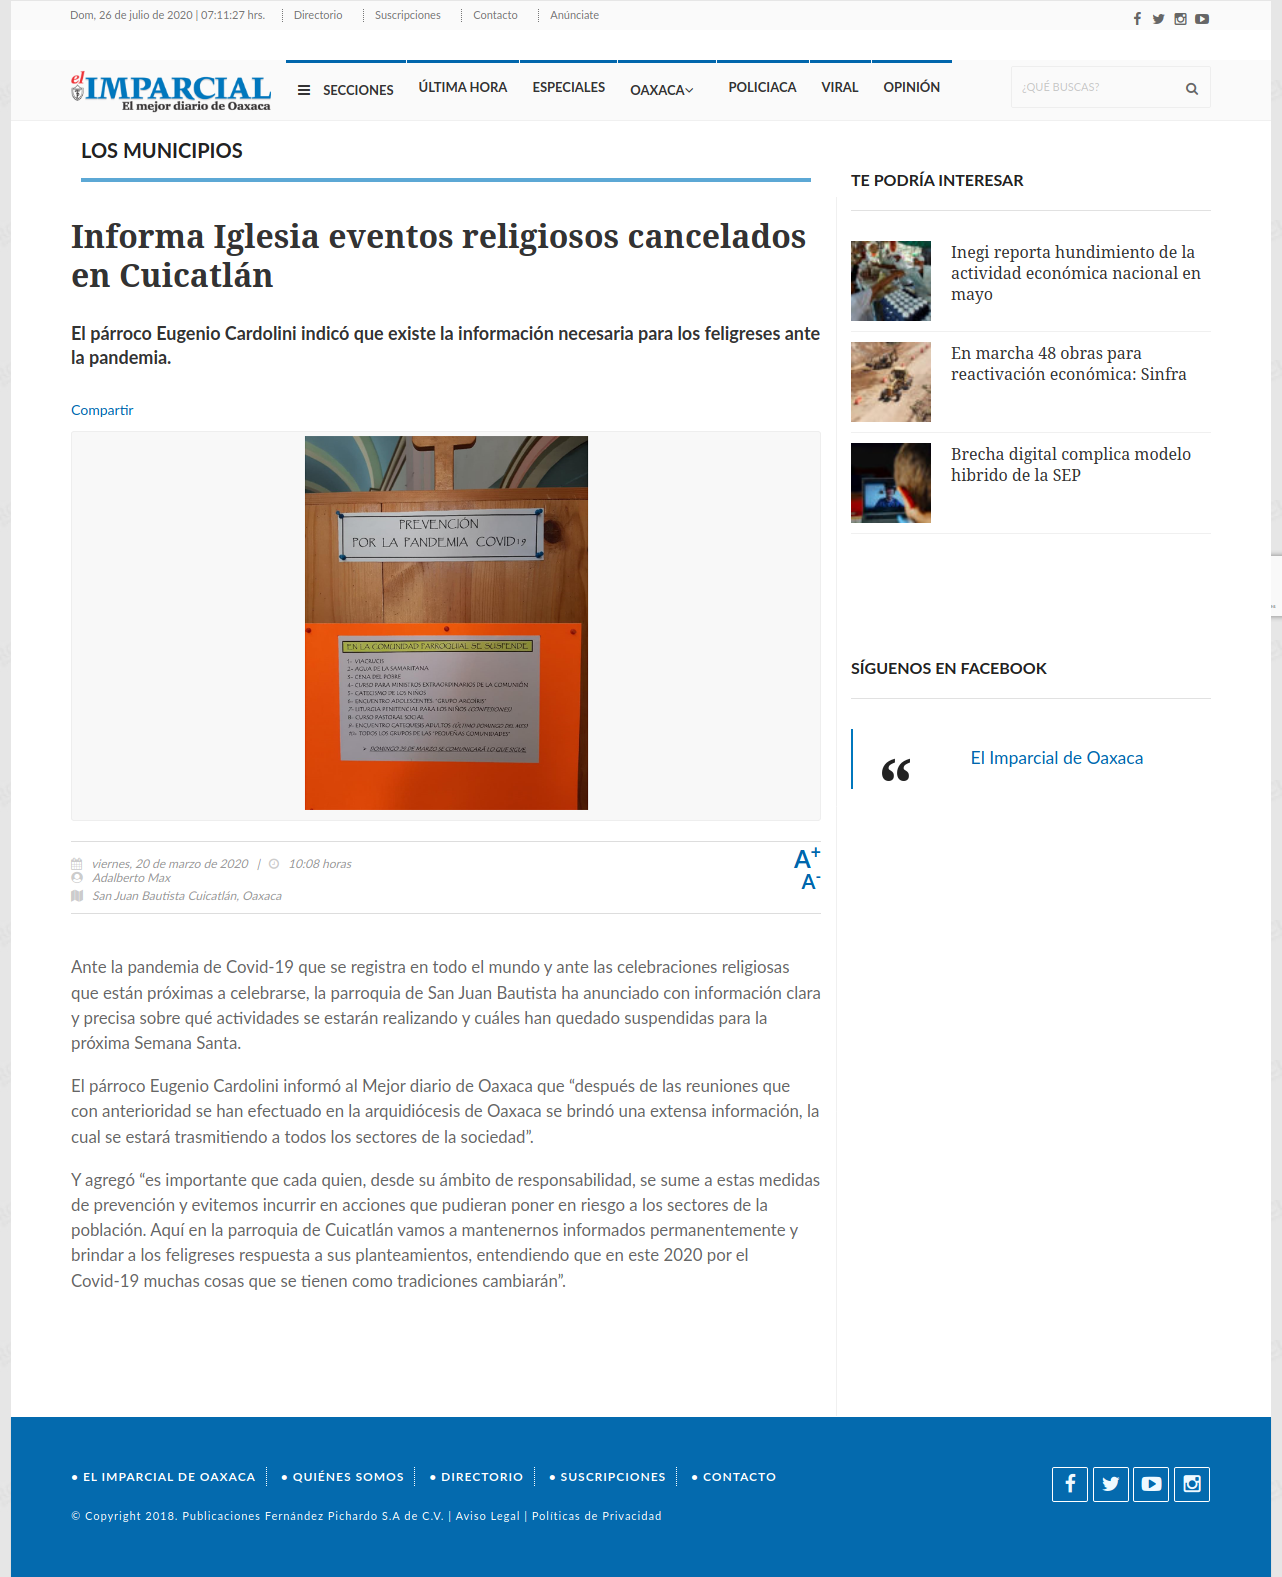 Dom, 26 de julio de 2020 | 07:11:27 hrs.
Directorio
Suscripciones
Contacto
Anúnciate
el
IMPARCIAL
El mejor diario de Oaxaca
SECCIONES
ÚLTIMA HORA
ESPECIALES
OAXACA
POLICIACA
VIRAL
OPINIÓN
¿QUÉ BUSCAS?
LOS MUNICIPIOS
Informa Iglesia eventos religiosos cancelados
en Cuicatlán
El párroco Eugenio Cardolini indicó que existe la información necesaria para los feligreses ante
la pandemia.
Compartir
PREVENCIÓN
POR LA PANDEMIA COVID19
EN LA COMUNIDAD PARROQUIAL SE SUSPENDE
1- VIACRUCIS
2- AGUA DE LA SAMARITANA
3- CENA DEL POBRE
4- CURSO PARA MINISTROS EXTRAORDINARIOS DE LA COMUNIÓN
5- CATECISMO DE LOS NIÑOS
6- ENCUENTRO ADOLESCENTES "GRUPO ARCOIRIS"
7- LITURGIA PENITENCIAL PARA LOS NIÑOS (CONFESIONES)
8- CURSO PASTORAL SOCIAL
9- ENCUENTRO CATEQUESIS ADULTOS (ÚLTIMO DOMINGO DEL MES)
10- TODOS LOS GRUPOS DE LAS "PEQUEÑAS COMUNIDADES"
➢ DOMINGO 29 DE MARZO SE COMUNICARÁ LO QUE SIGUE
viernes, 20 de marzo de 2020 | 10:08 horas
Adalberto Max
San Juan Bautista Cuicatlán, Oaxaca
A+
A-
Ante la pandemia de Covid-19 que se registra en todo el mundo y ante las celebraciones religiosas
que están próximas a celebrarse, la parroquia de San Juan Bautista ha anunciado con información clara
y precisa sobre qué actividades se estarán realizando y cuáles han quedado suspendidas para la
próxima Semana Santa.
El párroco Eugenio Cardolini informó al Mejor diario de Oaxaca que “después de las reuniones que
con anterioridad se han efectuado en la arquidiócesis de Oaxaca se brindó una extensa información, la
cual se estará trasmitiendo a todos los sectores de la sociedad”.
Y agregó “es importante que cada quien, desde su ámbito de responsabilidad, se sume a estas medidas
de prevención y evitemos incurrir en acciones que pudieran poner en riesgo a los sectores de la
población. Aquí en la parroquia de Cuicatlán vamos a mantenernos informados permanentemente y
brindar a los feligreses respuesta a sus planteamientos, entendiendo que en este 2020 por el
Covid-19 muchas cosas que se tienen como tradiciones cambiarán”.
TE PODRÍA INTERESAR
Inegi reporta hundimiento de la
actividad económica nacional en
mayo
En marcha 48 obras para
reactivación económica: Sinfra
Brecha digital complica modelo
hibrido de la SEP
SÍGUENOS EN FACEBOOK
“
El Imparcial de Oaxaca
● EL IMPARCIAL DE OAXACA
● QUIÉNES SOMOS
● DIRECTORIO
● SUSCRIPCIONES
● CONTACTO
© Copyright 2018. Publicaciones Fernández Pichardo S.A de C.V. | Aviso Legal | Políticas de Privacidad